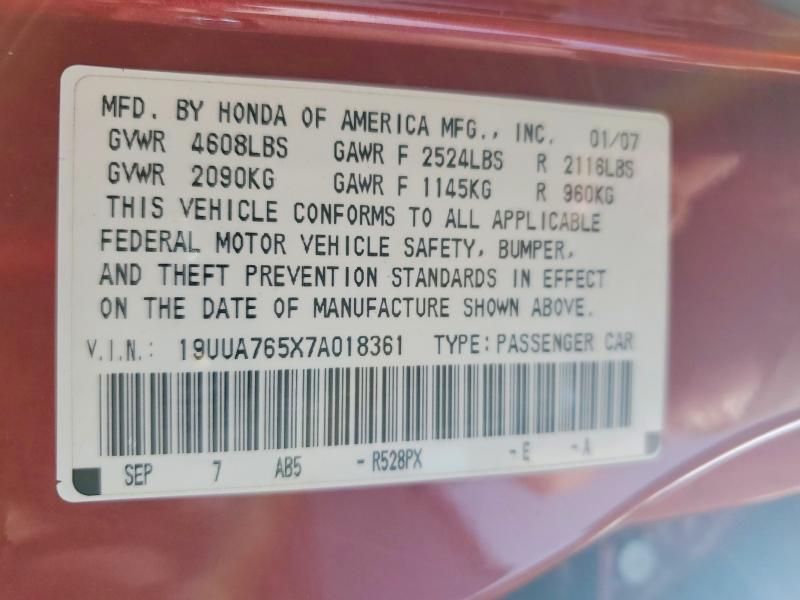 MFD. BY HONDA OF AMERICA MFG., INC. 01/07
GVWR 4608LBS GAWR F 2524LBS R 2116LBS
GVWR 2090KG GAWR F 1145KG R 960KG
THIS VEHICLE CONFORMS TO ALL APPLICABLE
FEDERAL MOTOR VEHICLE SAFETY, BUMPER,
AND THEFT PREVENTION STANDARDS IN EFFECT
ON THE DATE OF MANUFACTURE SHOWN ABOVE.
V.I.N.: 19UUA765X7A018361 TYPE: PASSENGER CAR
SEP 7 AB5 -R528PX -E -A